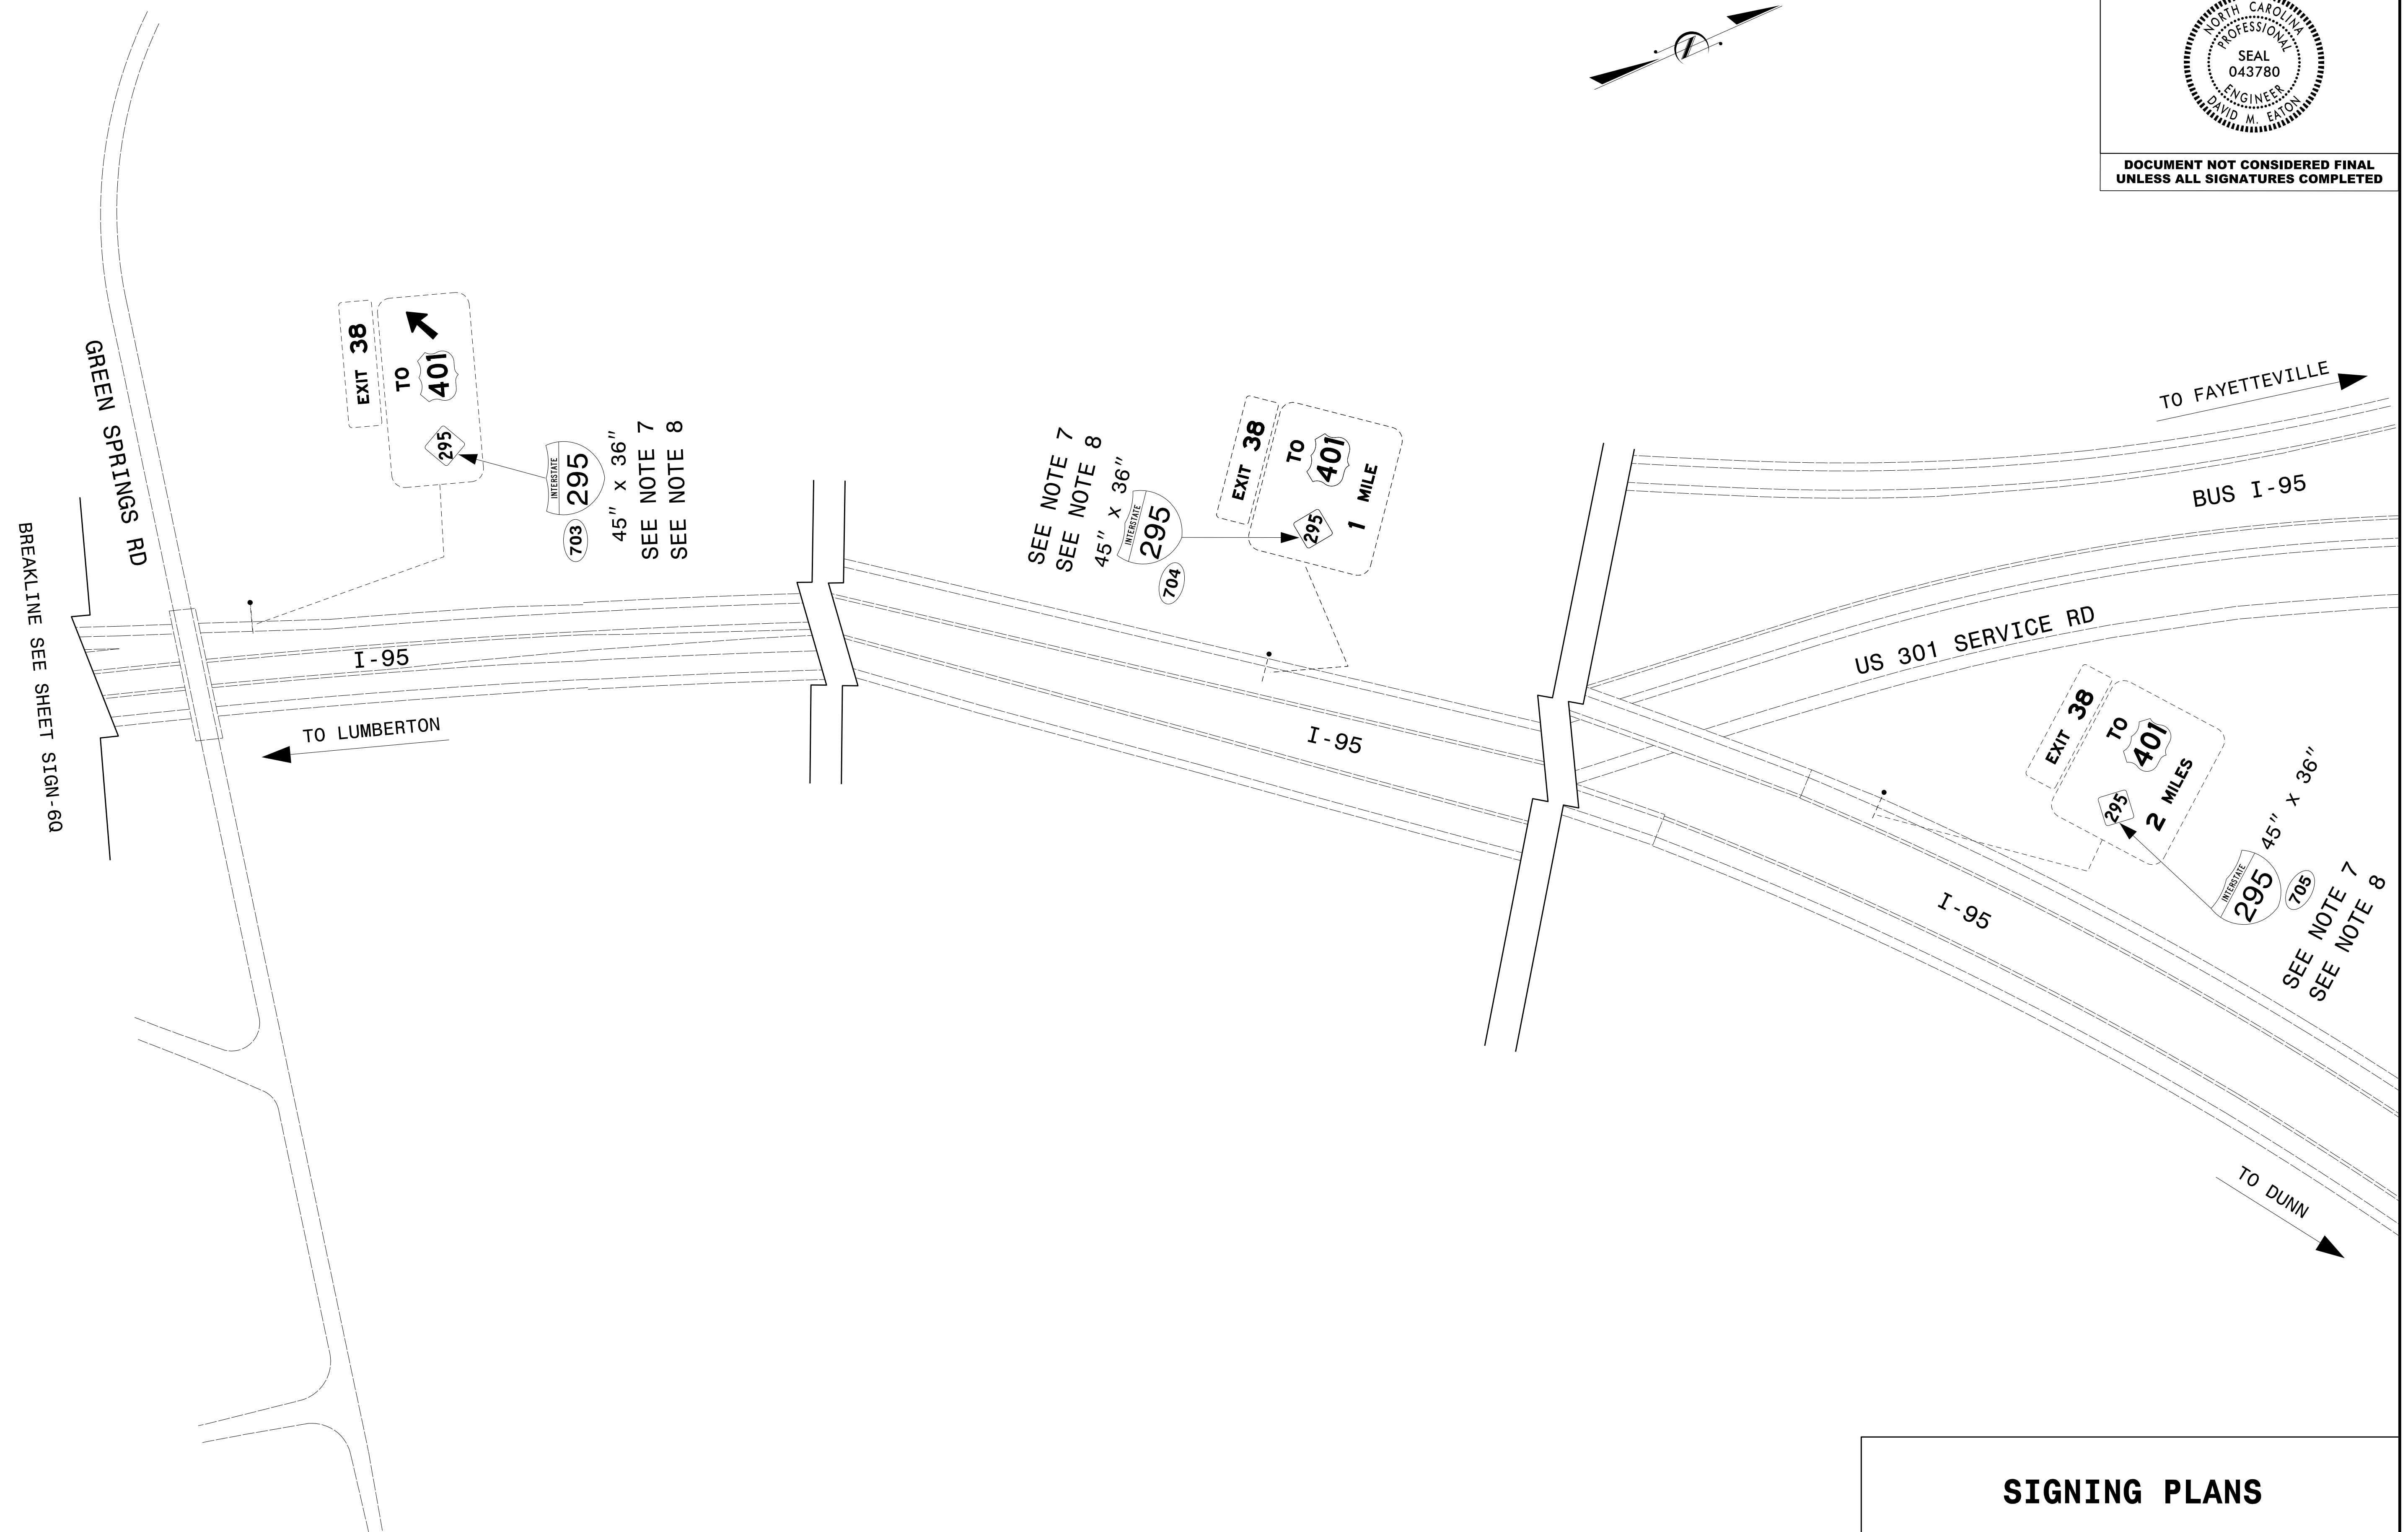 NORTH CAROLINA
PROFESSIONAL
SEAL
043780
ENGINEER
DAVID M. EATON
DOCUMENT NOT CONSIDERED FINAL
UNLESS ALL SIGNATURES COMPLETED
GREEN SPRINGS RD
BREAKLINE SEE SHEET SIGN-6Q
EXIT 38
295 TO 401
INTERSTATE
295
703
45" x 36"
SEE NOTE 7
SEE NOTE 8
I-95
TO LUMBERTON
SEE NOTE 7
SEE NOTE 8
45" x 36"
INTERSTATE
295
704
EXIT 38
295 TO 401
1 MILE
I-95
TO FAYETTEVILLE
BUS I-95
US 301 SERVICE RD
EXIT 38
295 TO 401
2 MILES
45" x 36"
INTERSTATE
295
705
SEE NOTE 7
SEE NOTE 8
I-95
TO DUNN
SIGNING PLANS